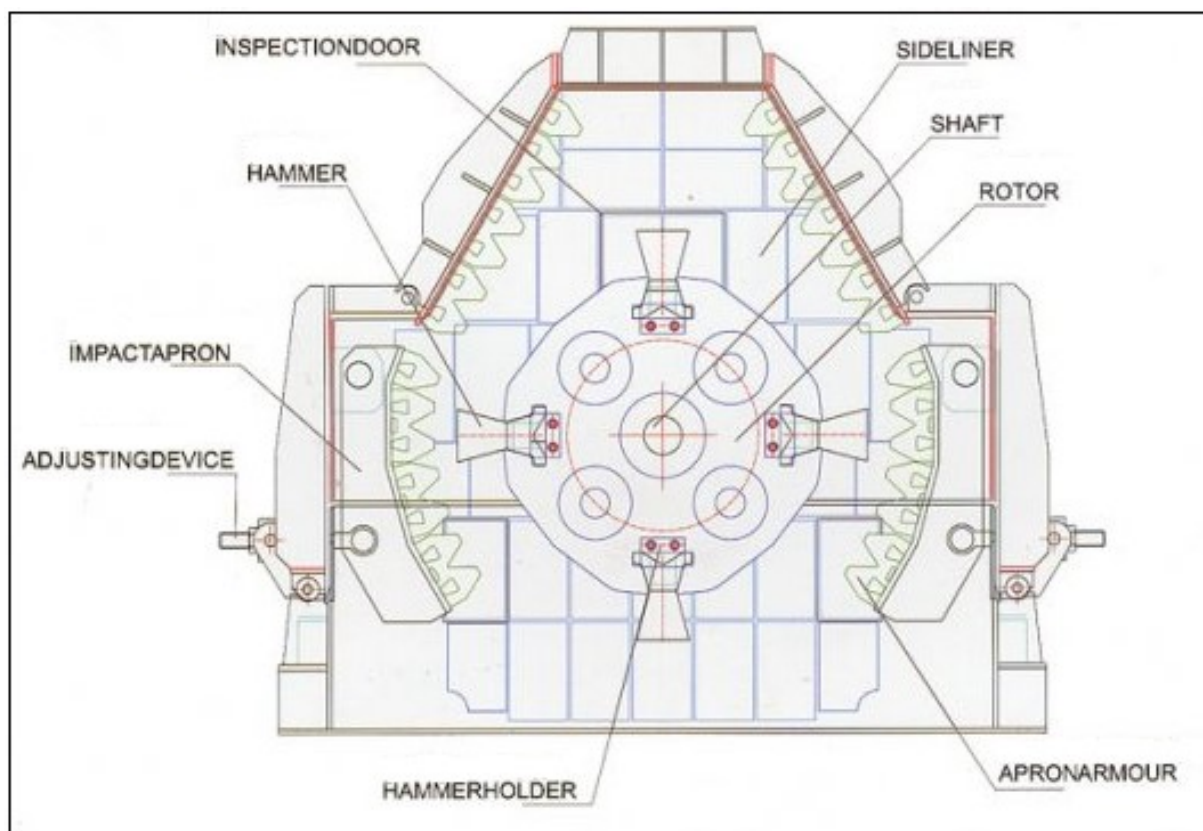 INSPECTIONDOOR
SIDELINER
SHAFT
HAMMER
ROTOR
IMPACTAPRON
ADJUSTINGDEVICE
HAMMERHOLDER
APRONARMOUR